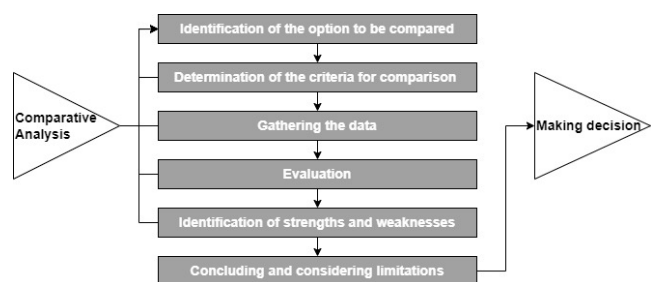 Comparative
Analysis
Identification of the option to be compared
Determination of the criteria for comparison
Gathering the data
Evaluation
Identification of strengths and weaknesses
Concluding and considering limitations
Making decision